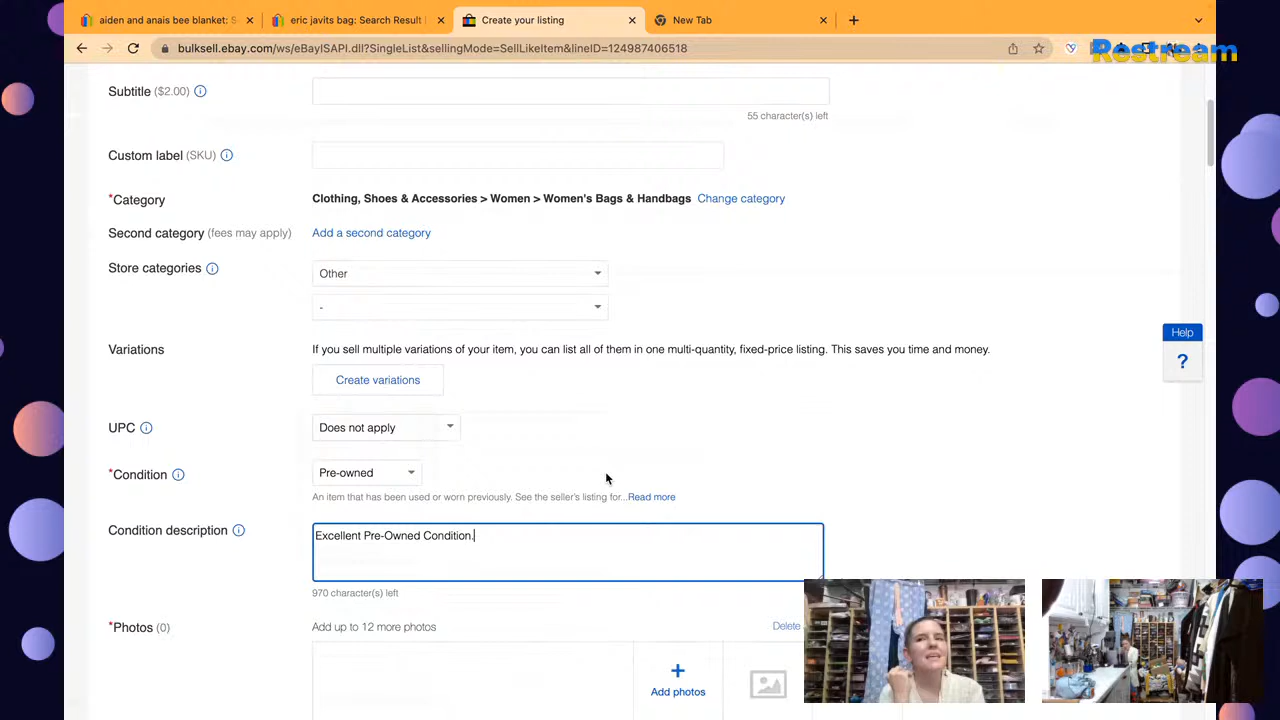 aiden and anais bee blanket: S
eric javits bag: Search Result
Create your listing
New Tab
bulksell.ebay.com/ws/eBayISAPI.dll?SingleList&sellingMode=SellLikeItem&lineID=124987406518
Restream
Subtitle ($2.00)
55 character(s) left
Custom label (SKU)
*Category
Clothing, Shoes & Accessories > Women > Women's Bags & Handbags Change category
Second category (fees may apply)
Add a second category
Store categories
Other
-
Help
?
Variations
If you sell multiple variations of your item, you can list all of them in one multi-quantity, fixed-price listing. This saves you time and money.
Create variations
UPC
Does not apply
*Condition
Pre-owned
An item that has been used or worn previously. See the seller's listing for...Read more
Condition description
Excellent Pre-Owned Condition.
970 character(s) left
*Photos (0)
Add up to 12 more photos
Delete
Add photos